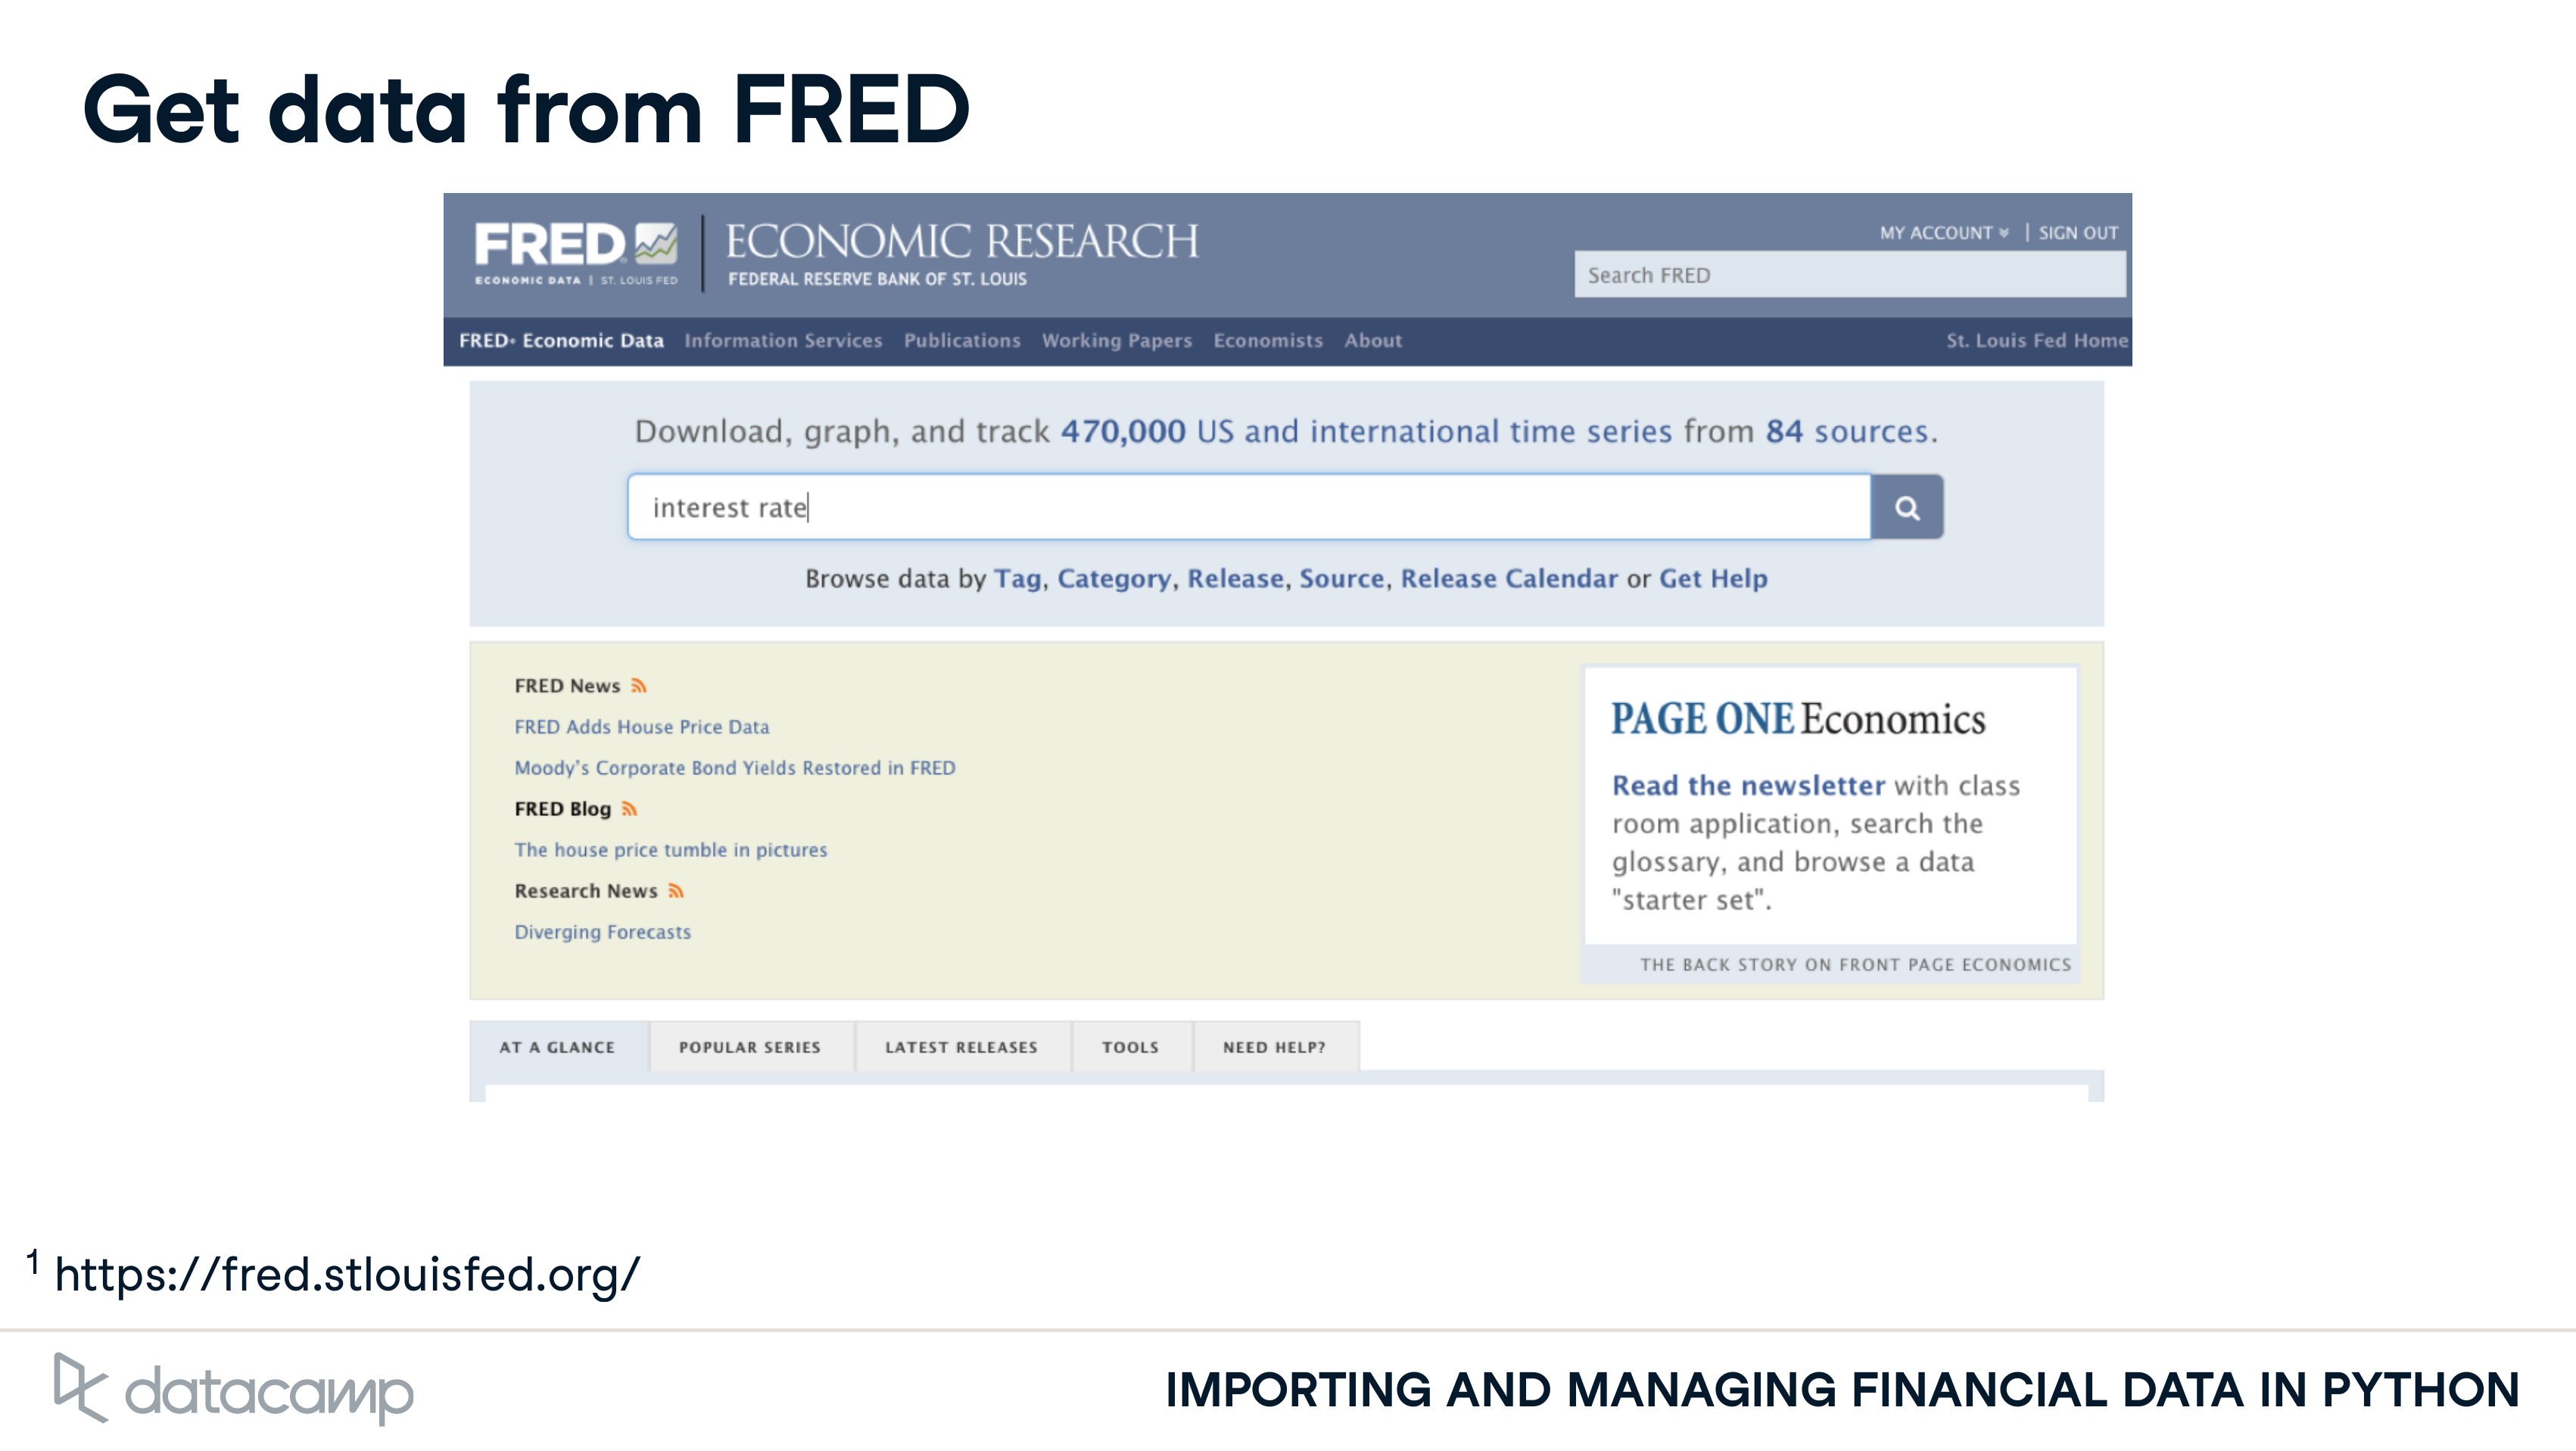 Get data from FRED
FRED
ECONOMIC DATA | ST. LOUIS FED
ECONOMIC RESEARCH
FEDERAL RESERVE BANK OF ST. LOUIS
MY ACCOUNT | SIGN OUT
Search FRED
FRED® Economic Data Information Services Publications Working Papers Economists About St. Louis Fed Home
Download, graph, and track 470,000 US and international time series from 84 sources.
interest rate
Browse data by Tag, Category, Release, Source, Release Calendar or Get Help
FRED News
FRED Adds House Price Data
Moody's Corporate Bond Yields Restored in FRED
FRED Blog
The house price tumble in pictures
Research News
Diverging Forecasts
PAGE ONE Economics
Read the newsletter with class
room application, search the
glossary, and browse a data
"starter set".
THE BACK STORY ON FRONT PAGE ECONOMICS
AT A GLANCE POPULAR SERIES LATEST RELEASES TOOLS NEED HELP?
1 https://fred.stlouisfed.org/
datacamp
IMPORTING AND MANAGING FINANCIAL DATA IN PYTHON